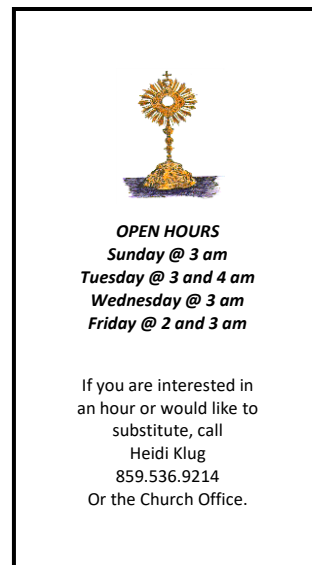 OPEN HOURS
Sunday @ 3 am
Tuesday @ 3 and 4 am
Wednesday @ 3 am
Friday @ 2 and 3 am
If you are interested in
an hour or would like to
substitute, call
Heidi Klug
859.536.9214
Or the Church Office.